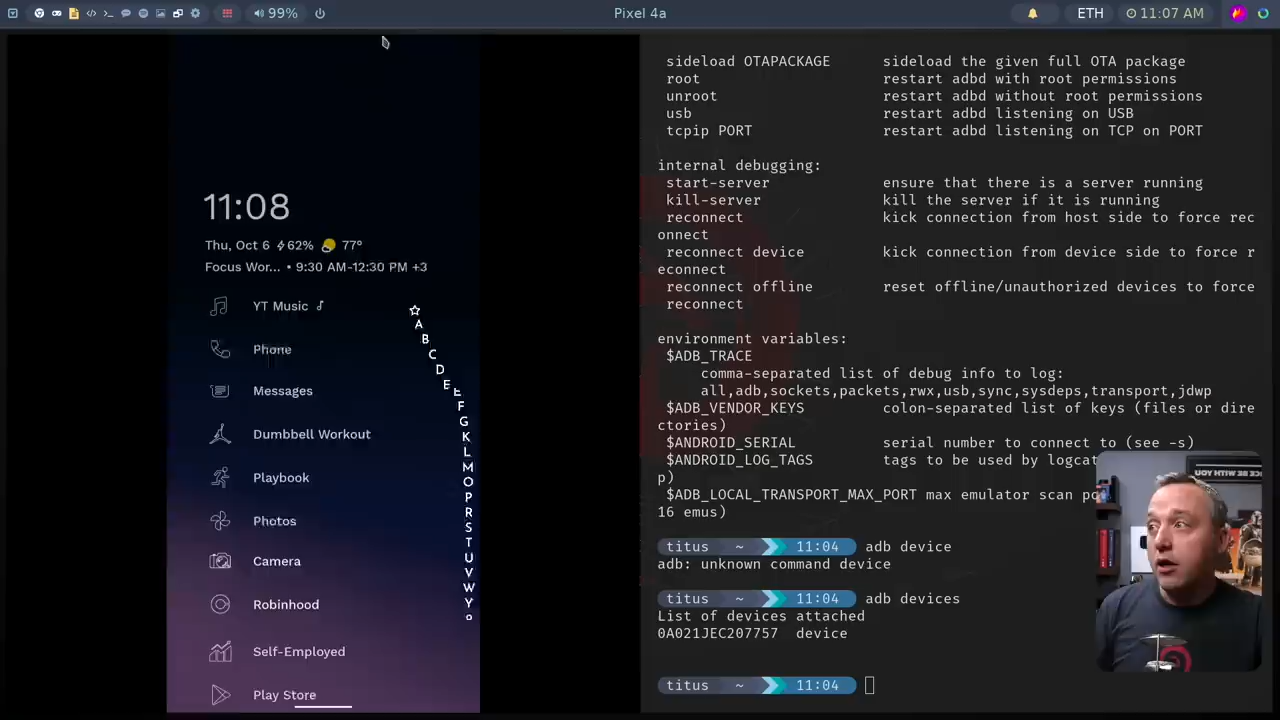 99%
Pixel 4a
ETH
11:07 AM
11:08
Thu, Oct 6 62% 77°
Focus Wor... • 9:30 AM-12:30 PM +3
YT Music
Phone
Messages
Dumbbell Workout
Playbook
Photos
Camera
Robinhood
Self-Employed
Play Store
A
B
C
D
E
F
G
K
L
M
O
P
R
S
T
U
V
W
Y
sideload OTAPACKAGE sideload the given full OTA package
root restart adbd with root permissions
unroot restart adbd without root permissions
usb restart adbd listening on USB
tcpip PORT restart adbd listening on TCP on PORT
internal debugging:
start-server ensure that there is a server running
kill-server kill the server if it is running
reconnect kick connection from host side to force rec
onnect
reconnect device kick connection from device side to force r
econnect
reconnect offline reset offline/unauthorized devices to force
reconnect
environment variables:
$ADB_TRACE
comma-separated list of debug info to log:
all,adb,sockets,packets,rwx,usb,sync,sysdeps,transport,jdwp
$ADB_VENDOR_KEYS colon-separated list of keys (files or dire
ctories)
$ANDROID_SERIAL serial number to connect to (see -s)
$ANDROID_LOG_TAGS tags to be used by logcat
p)
$ADB_LOCAL_TRANSPORT_MAX_PORT max emulator scan
16 emus)
titus ~ 11:04 adb device
adb: unknown command device
titus ~ 11:04 adb devices
List of devices attached
0A021JEC207757 device
titus ~ 11:04